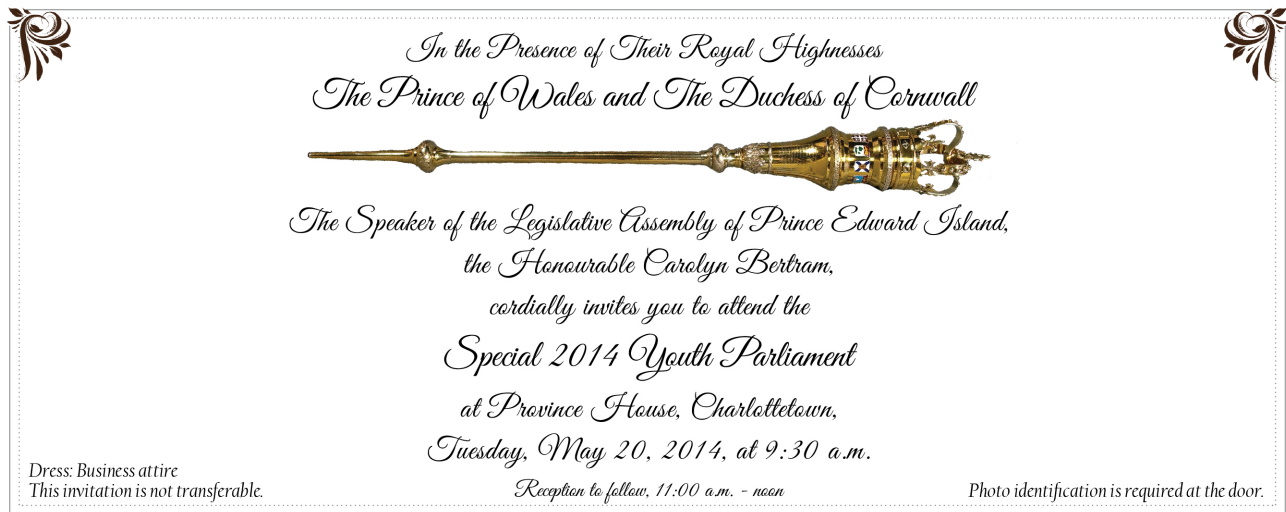 In the Presence of Their Royal Highnesses
The Prince of Wales and The Duchess of Cornwall
The Speaker of the Legislative Assembly of Prince Edward Island,
the Honourable Carolyn Bertram,
cordially invites you to attend the
Special 2014 Youth Parliament
at Province House, Charlottetown,
Tuesday, May 20, 2014, at 9:30 a.m.
Reception to follow, 11:00 a.m. - noon
Dress: Business attire
This invitation is not transferable.
Photo identification is required at the door.